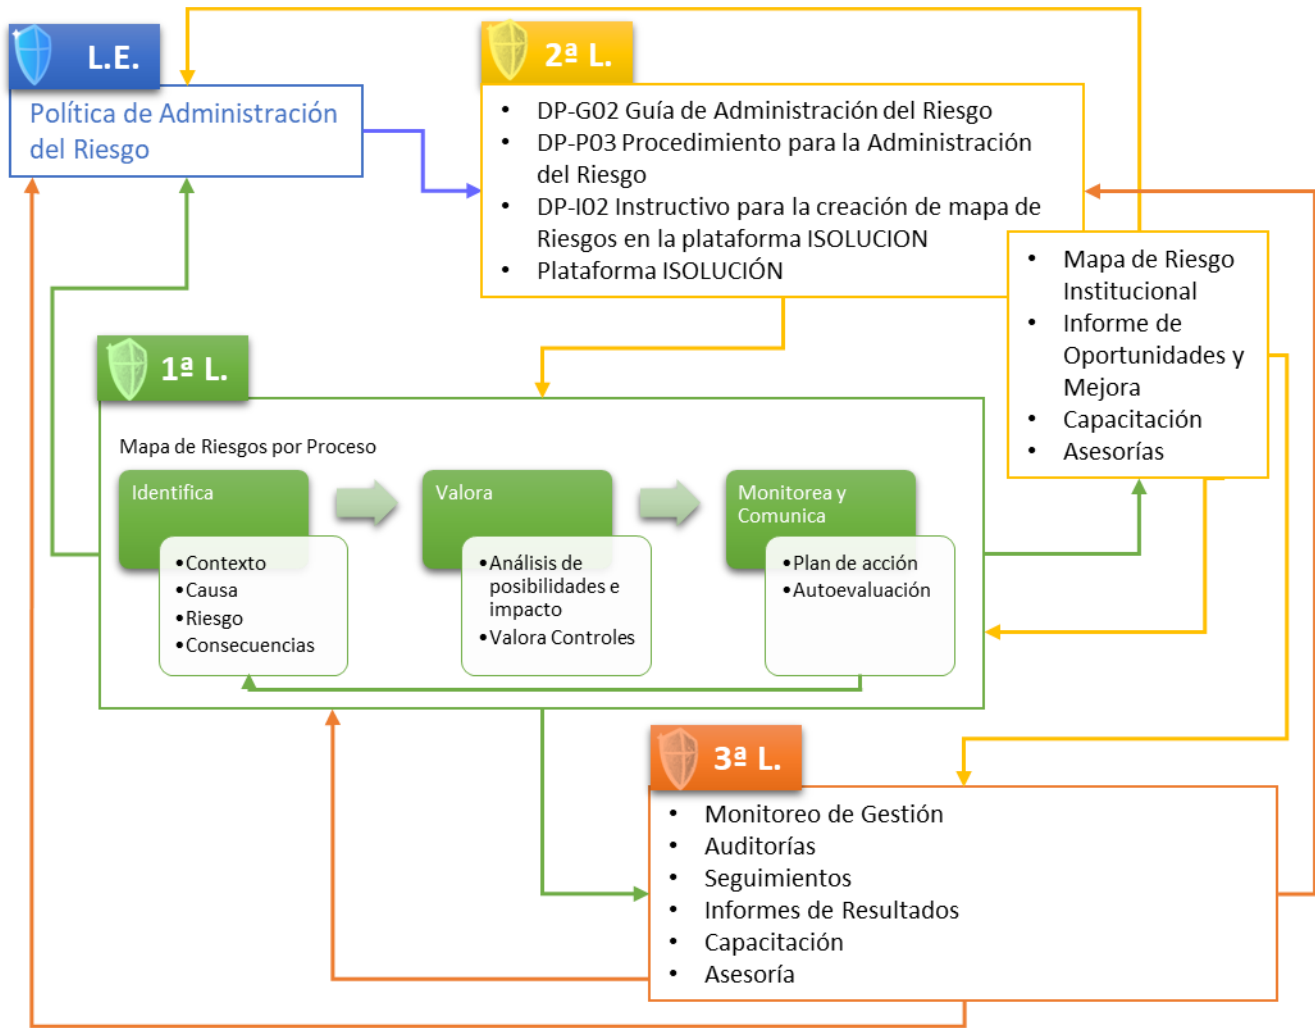 L.E.
Política de Administración
del Riesgo
2ª L.
• DP-G02 Guía de Administración del Riesgo
• DP-P03 Procedimiento para la Administración
del Riesgo
• DP-I02 Instructivo para la creación de mapa de
Riesgos en la plataforma ISOLUCION
• Plataforma ISOLUCIÓN
• Mapa de Riesgo
Institucional
• Informe de
Oportunidades y
Mejora
• Capacitación
• Asesorías
1ª L.
Mapa de Riesgos por Proceso
Identifica
•Contexto
•Causa
•Riesgo
•Consecuencias
Valora
•Análisis de
posibilidades e
impacto
•Valora Controles
Monitorea y
Comunica
•Plan de acción
•Autoevaluación
3ª L.
• Monitoreo de Gestión
• Auditorías
• Seguimientos
• Informes de Resultados
• Capacitación
• Asesoría